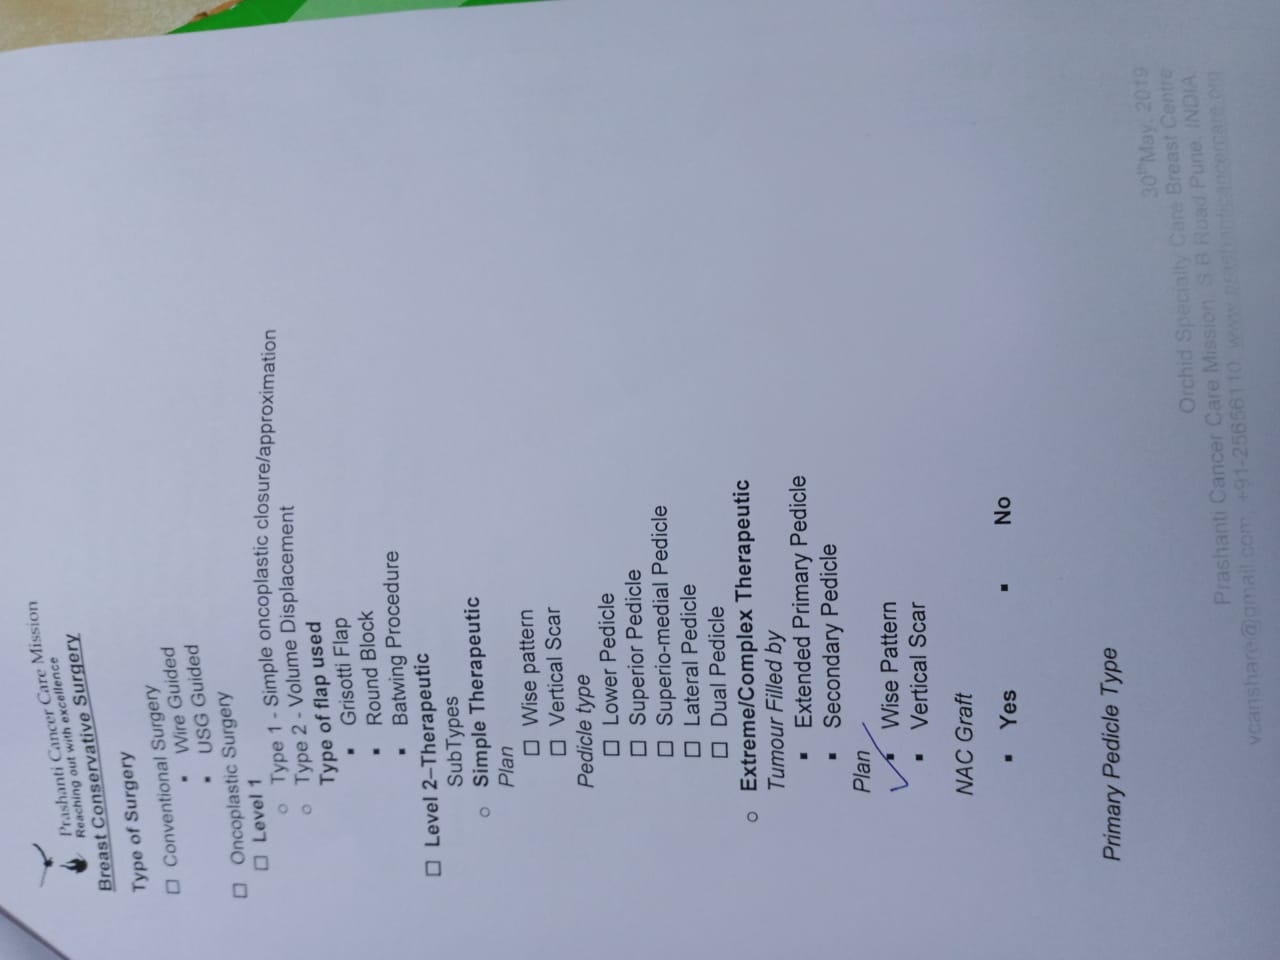 Prashanti Cancer Care Mission
Reaching out with excellence
Breast Conservative Surgery
Type of Surgery
☐ Conventional Surgery
▪ Wire Guided
▪ USG Guided
☐ Oncoplastic Surgery
☐ Level 1
○ Type 1 - Simple oncoplastic closure/approximation
○ Type 2 - Volume Displacement
Type of flap used
▪ Grisotti Flap
▪ Round Block
▪ Batwing Procedure
☐ Level 2–Therapeutic
SubTypes
○ Simple Therapeutic
Plan
☐ Wise pattern
☐ Vertical Scar
Pedicle type
☐ Lower Pedicle
☐ Superior Pedicle
☐ Superio-medial Pedicle
☐ Lateral Pedicle
☐ Dual Pedicle
○ Extreme/Complex Therapeutic
Tumour Filled by
▪ Extended Primary Pedicle
▪ Secondary Pedicle
Plan
▪ Wise Pattern
▪ Vertical Scar
NAC Graft
▪ Yes ▪ No
Primary Pedicle Type
30thMay, 2019
Orchid Specialty Care Breast Centre
Prashanti Cancer Care Mission, S B Road Pune, INDIA
vcanshare@gmail.com, +91-25656110 www.prashanticancercare.org